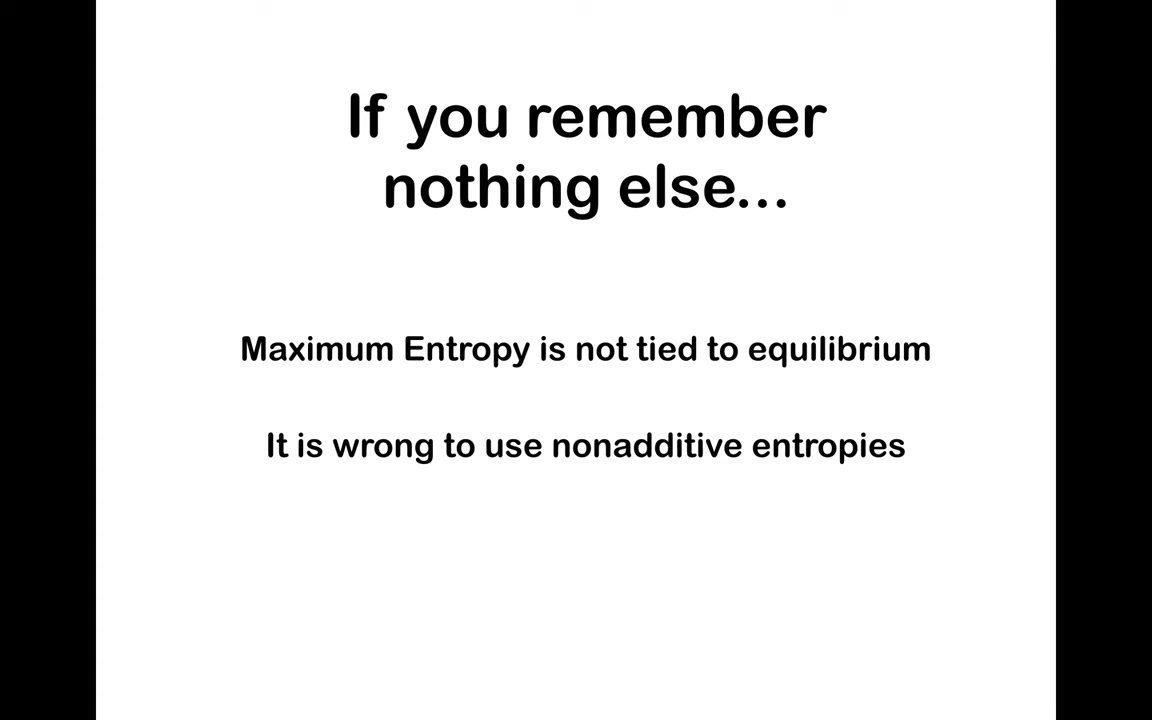 If you remember
nothing else...
Maximum Entropy is not tied to equilibrium
It is wrong to use nonadditive entropies